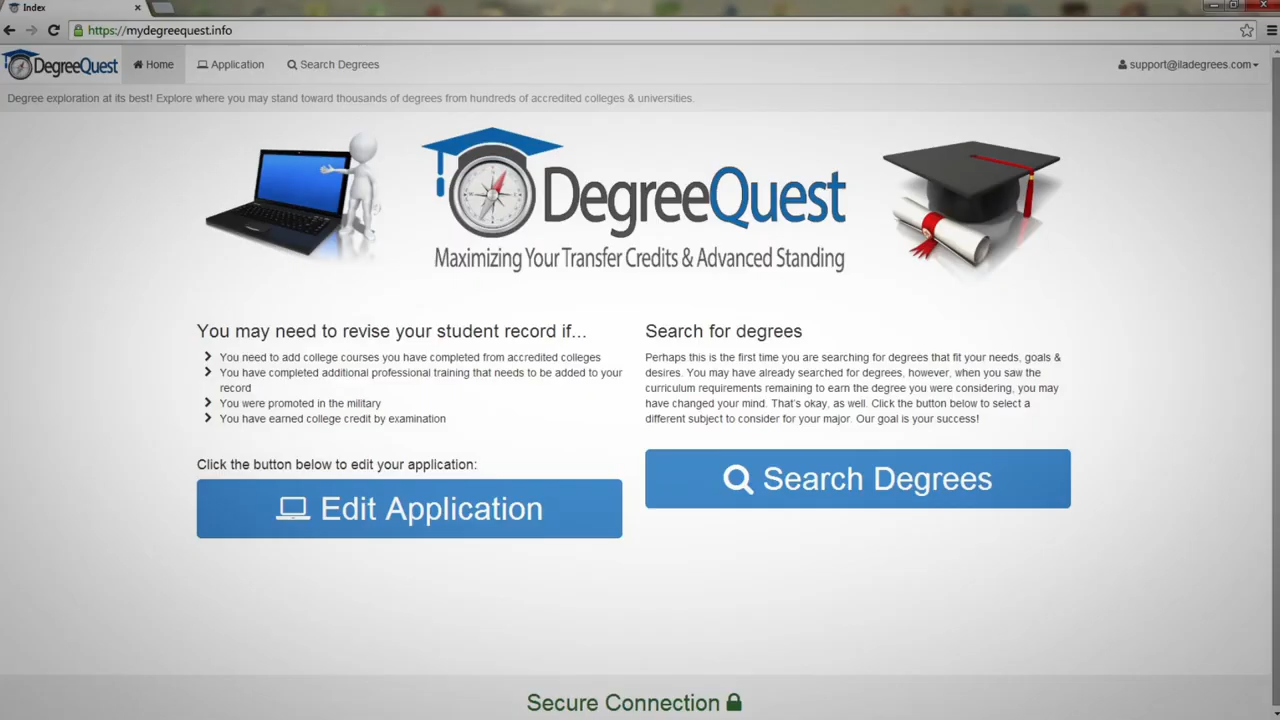 Index
https://mydegreequest.info
DegreeQuest Home Application Search Degrees support@iladegrees.com
Degree exploration at its best! Explore where you may stand toward thousands of degrees from hundreds of accredited colleges & universities.
DegreeQuest
Maximizing Your Transfer Credits & Advanced Standing
You may need to revise your student record if...
You need to add college courses you have completed from accredited colleges
You have completed additional professional training that needs to be added to your
record
You were promoted in the military
You have earned college credit by examination
Click the button below to edit your application:
Edit Application
Search for degrees
Perhaps this is the first time you are searching for degrees that fit your needs, goals &
desires. You may have already searched for degrees, however, when you saw the
curriculum requirements remaining to earn the degree you were considering, you may
have changed your mind. That's okay, as well. Click the button below to select a
different subject to consider for your major. Our goal is your success!
Search Degrees
Secure Connection